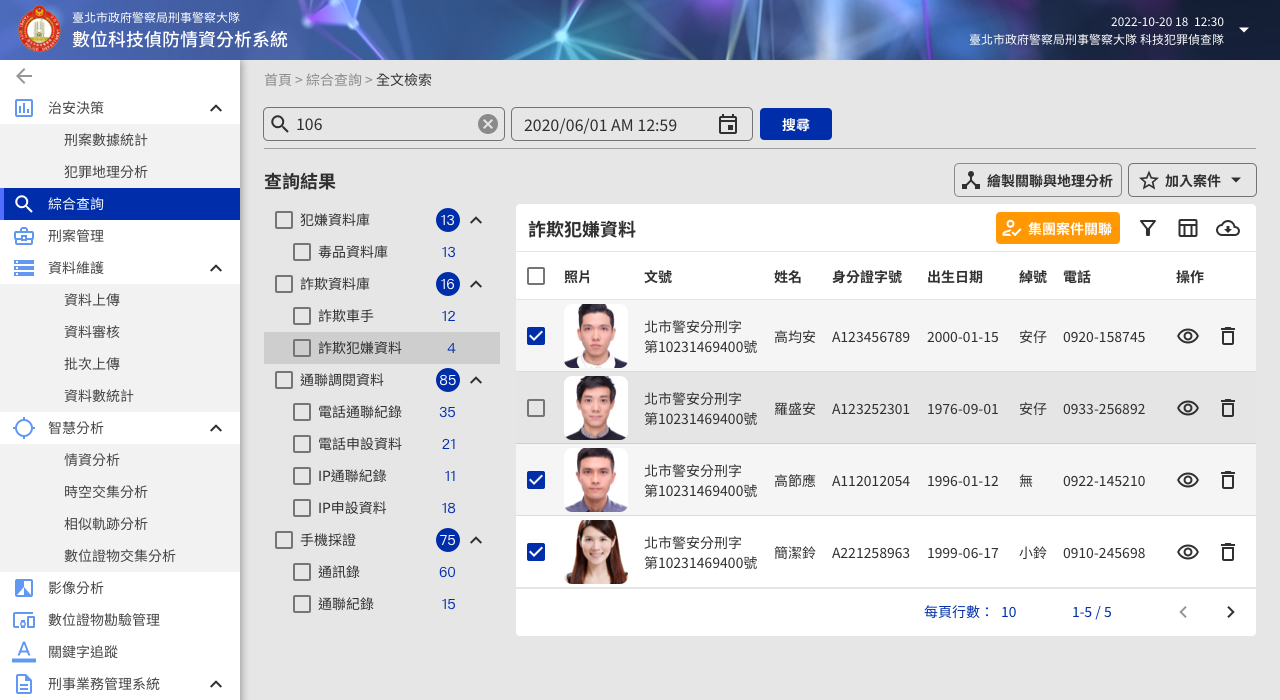 臺北市政府警察局刑事警察大隊
數位科技偵防情資分析系統
2022-10-20 18 12:30
臺北市政府警察局刑事警察大隊 科技犯罪偵查隊
治安決策
刑案數據統計
犯罪地理分析
綜合查詢
刑案管理
資料維護
資料上傳
資料審核
批次上傳
資料數統計
智慧分析
情資分析
時空交集分析
相似軌跡分析
數位證物交集分析
影像分析
數位證物勘驗管理
關鍵字追蹤
刑事業務管理系統
首頁 > 綜合查詢 > 全文檢索
106
2020/06/01 AM 12:59
搜尋
查詢結果
繪製關聯與地理分析
加入案件
犯嫌資料庫 13
毒品資料庫 13
詐欺資料庫 16
詐欺車手 12
詐欺犯嫌資料 4
通聯調閱資料 85
電話通聯紀錄 35
電話申設資料 21
IP通聯紀錄 11
IP申設資料 18
手機採證 75
通訊錄 60
通聯紀錄 15
詐欺犯嫌資料
集團案件關聯
照片 文號 姓名 身分證字號 出生日期 綽號 電話 操作
北市警安分刑字
第10231469400號 高均安 A123456789 2000-01-15 安仔 0920-158745
北市警安分刑字
第10231469400號 羅盛安 A123252301 1976-09-01 安仔 0933-256892
北市警安分刑字
第10231469400號 高節應 A112012054 1996-01-12 無 0922-145210
北市警安分刑字
第10231469400號 簡潔鈴 A221258963 1999-06-17 小鈴 0910-245698
每頁行數： 10 1-5 / 5